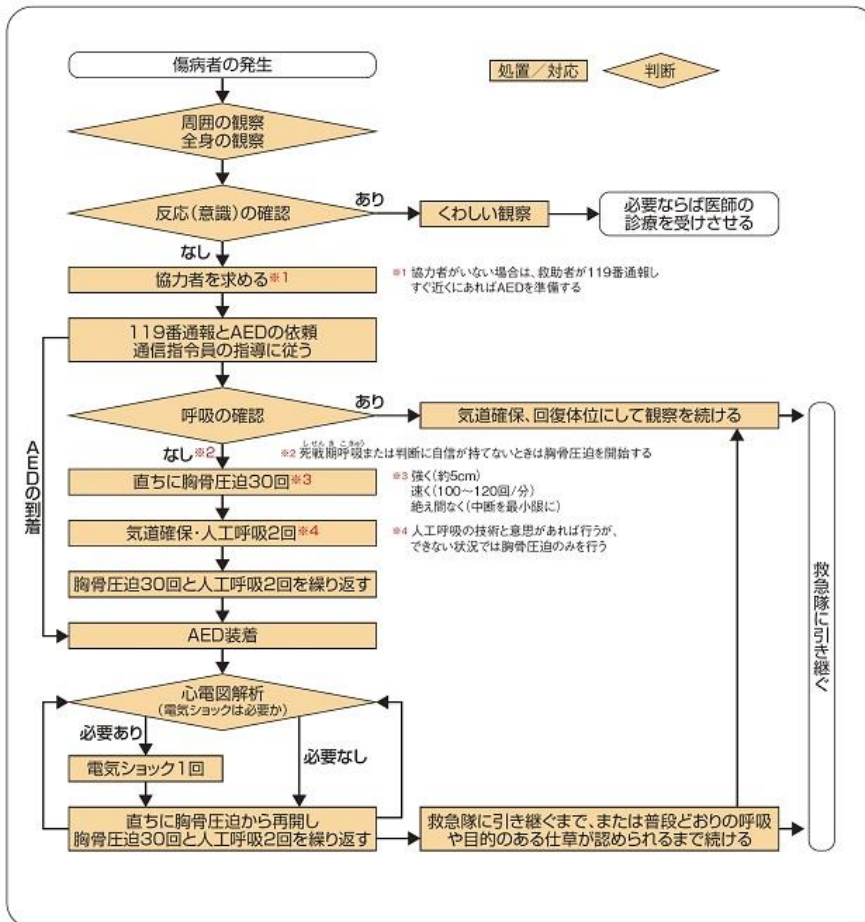 傷病者の発生
処置／対応
判断
周囲の観察
全身の観察
反応(意識)の確認
あり
くわしい観察
必要ならば医師の
診療を受けさせる
なし
協力者を求める※1
※1 協力者がいない場合は、救助者が119番通報し
すぐ近くにあればAEDを準備する
119番通報とAEDの依頼
通信指令員の指導に従う
呼吸の確認
あり
気道確保、回復体位にして観察を続ける
なし※2
しせんきこきゅう
※2 死戦期呼吸または判断に自信が持てないときは胸骨圧迫を開始する
直ちに胸骨圧迫30回※3
※3 強く(約5cm)
速く(100～120回/分)
絶え間なく(中断を最小限に)
気道確保・人工呼吸2回※4
※4 人工呼吸の技術と意思があれば行うが、
できない状況では胸骨圧迫のみを行う
胸骨圧迫30回と人工呼吸2回を繰り返す
AEDの到着
AED装着
心電図解析
(電気ショックは必要か)
必要あり
必要なし
電気ショック1回
直ちに胸骨圧迫から再開し
胸骨圧迫30回と人工呼吸2回を繰り返す
救急隊に引き継ぐまで、または普段どおりの呼吸
や目的のある仕草が認められるまで続ける
救急隊に引き継ぐ